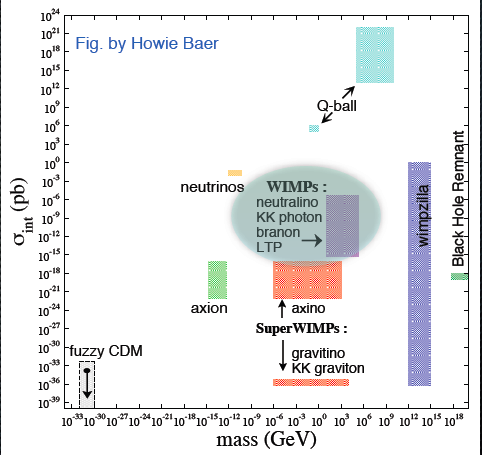 Fig. by Howie Baer
10^24
10^21
10^18
10^15
10^12
10^9
10^6
10^3
10^0
10^-3
10^-6
10^-9
10^-12
10^-15
10^-18
10^-21
10^-24
10^-27
10^-30
10^-33
10^-36
10^-39
σint (pb)
Q-ball
neutrinos
WIMPs :
neutralino
KK photon
branon
LTP
wimpzilla
Black Hole Remnant
axion
axino
SuperWIMPs :
gravitino
KK graviton
fuzzy CDM
10^-33 10^-30 10^-27 10^-24 10^-21 10^-18 10^-15 10^-12 10^-9 10^-6 10^-3 10^0 10^3 10^6 10^9 10^12 10^15 10^18
mass (GeV)